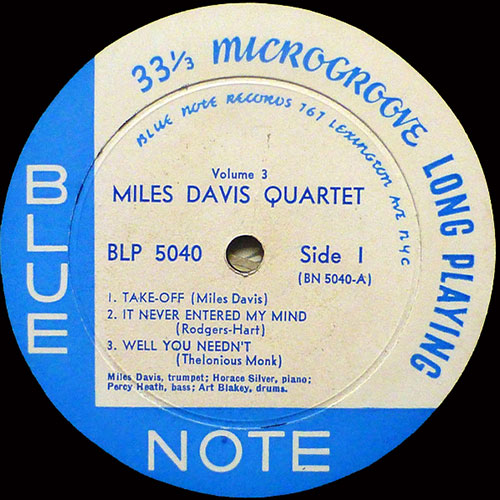 33⅓ MICROGROOVE LONG PLAYING
BLUE NOTE RECORDS 767 LEXINGTON AVE NYC
BLUE
NOTE
Volume 3
MILES DAVIS QUARTET
BLP 5040 Side 1
(BN 5040-A)
1. TAKE-OFF (Miles Davis)
2. IT NEVER ENTERED MY MIND
(Rodgers-Hart)
3. WELL YOU NEEDN'T
(Thelonious Monk)
Miles Davis, trumpet; Horace Silver, piano;
Percy Heath, bass; Art Blakey, drums.